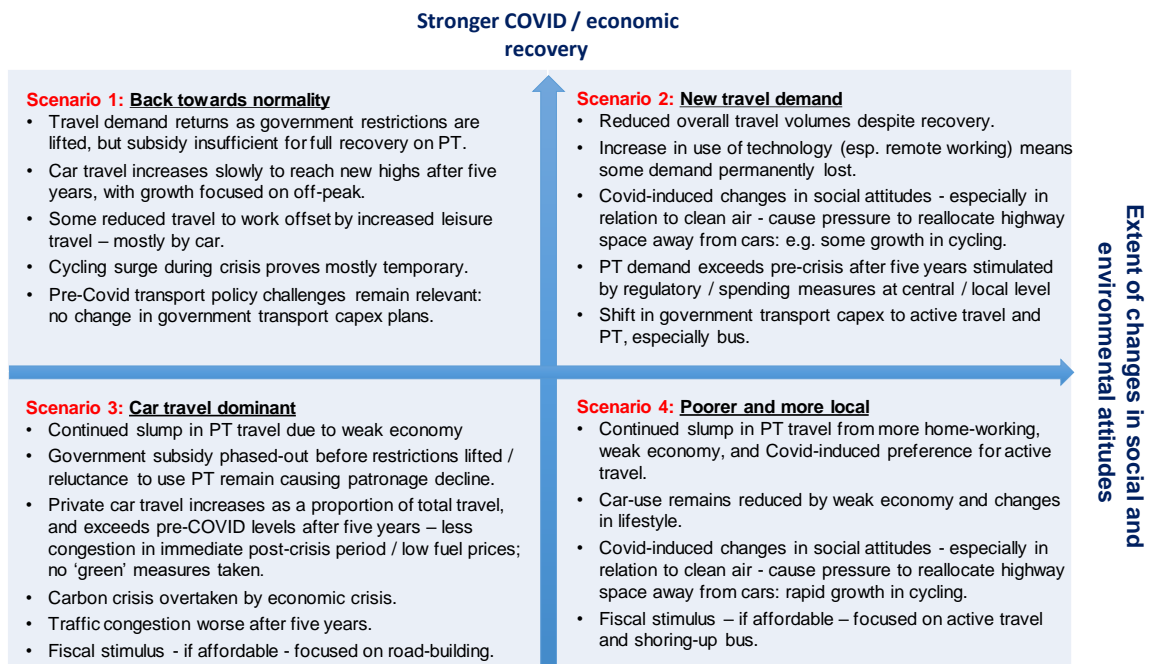 Stronger COVID / economic
recovery
Scenario 1: Back towards normality
• Travel demand returns as government restrictions are
lifted, but subsidy insufficient for full recovery on PT.
• Car travel increases slowly to reach new highs after five
years, with growth focused on off-peak.
• Some reduced travel to work offset by increased leisure
travel – mostly by car.
• Cycling surge during crisis proves mostly temporary.
• Pre-Covid transport policy challenges remain relevant:
no change in government transport capex plans.
Scenario 2: New travel demand
• Reduced overall travel volumes despite recovery.
• Increase in use of technology (esp. remote working) means
some demand permanently lost.
• Covid-induced changes in social attitudes - especially in
relation to clean air - cause pressure to reallocate highway
space away from cars: e.g. some growth in cycling.
• PT demand exceeds pre-crisis after five years stimulated
by regulatory / spending measures at central / local level
• Shift in government transport capex to active travel and
PT, especially bus.
Scenario 3: Car travel dominant
• Continued slump in PT travel due to weak economy
• Government subsidy phased-out before restrictions lifted /
reluctance to use PT remain causing patronage decline.
• Private car travel increases as a proportion of total travel,
and exceeds pre-COVID levels after five years – less
congestion in immediate post-crisis period / low fuel prices;
no ‘green’ measures taken.
• Carbon crisis overtaken by economic crisis.
• Traffic congestion worse after five years.
• Fiscal stimulus - if affordable - focused on road-building.
Scenario 4: Poorer and more local
• Continued slump in PT travel from more home-working,
weak economy, and Covid-induced preference for active
travel.
• Car-use remains reduced by weak economy and changes
in lifestyle.
• Covid-induced changes in social attitudes - especially in
relation to clean air - cause pressure to reallocate highway
space away from cars: rapid growth in cycling.
• Fiscal stimulus – if affordable – focused on active travel
and shoring-up bus.
Extent of changes in social and
environmental attitudes